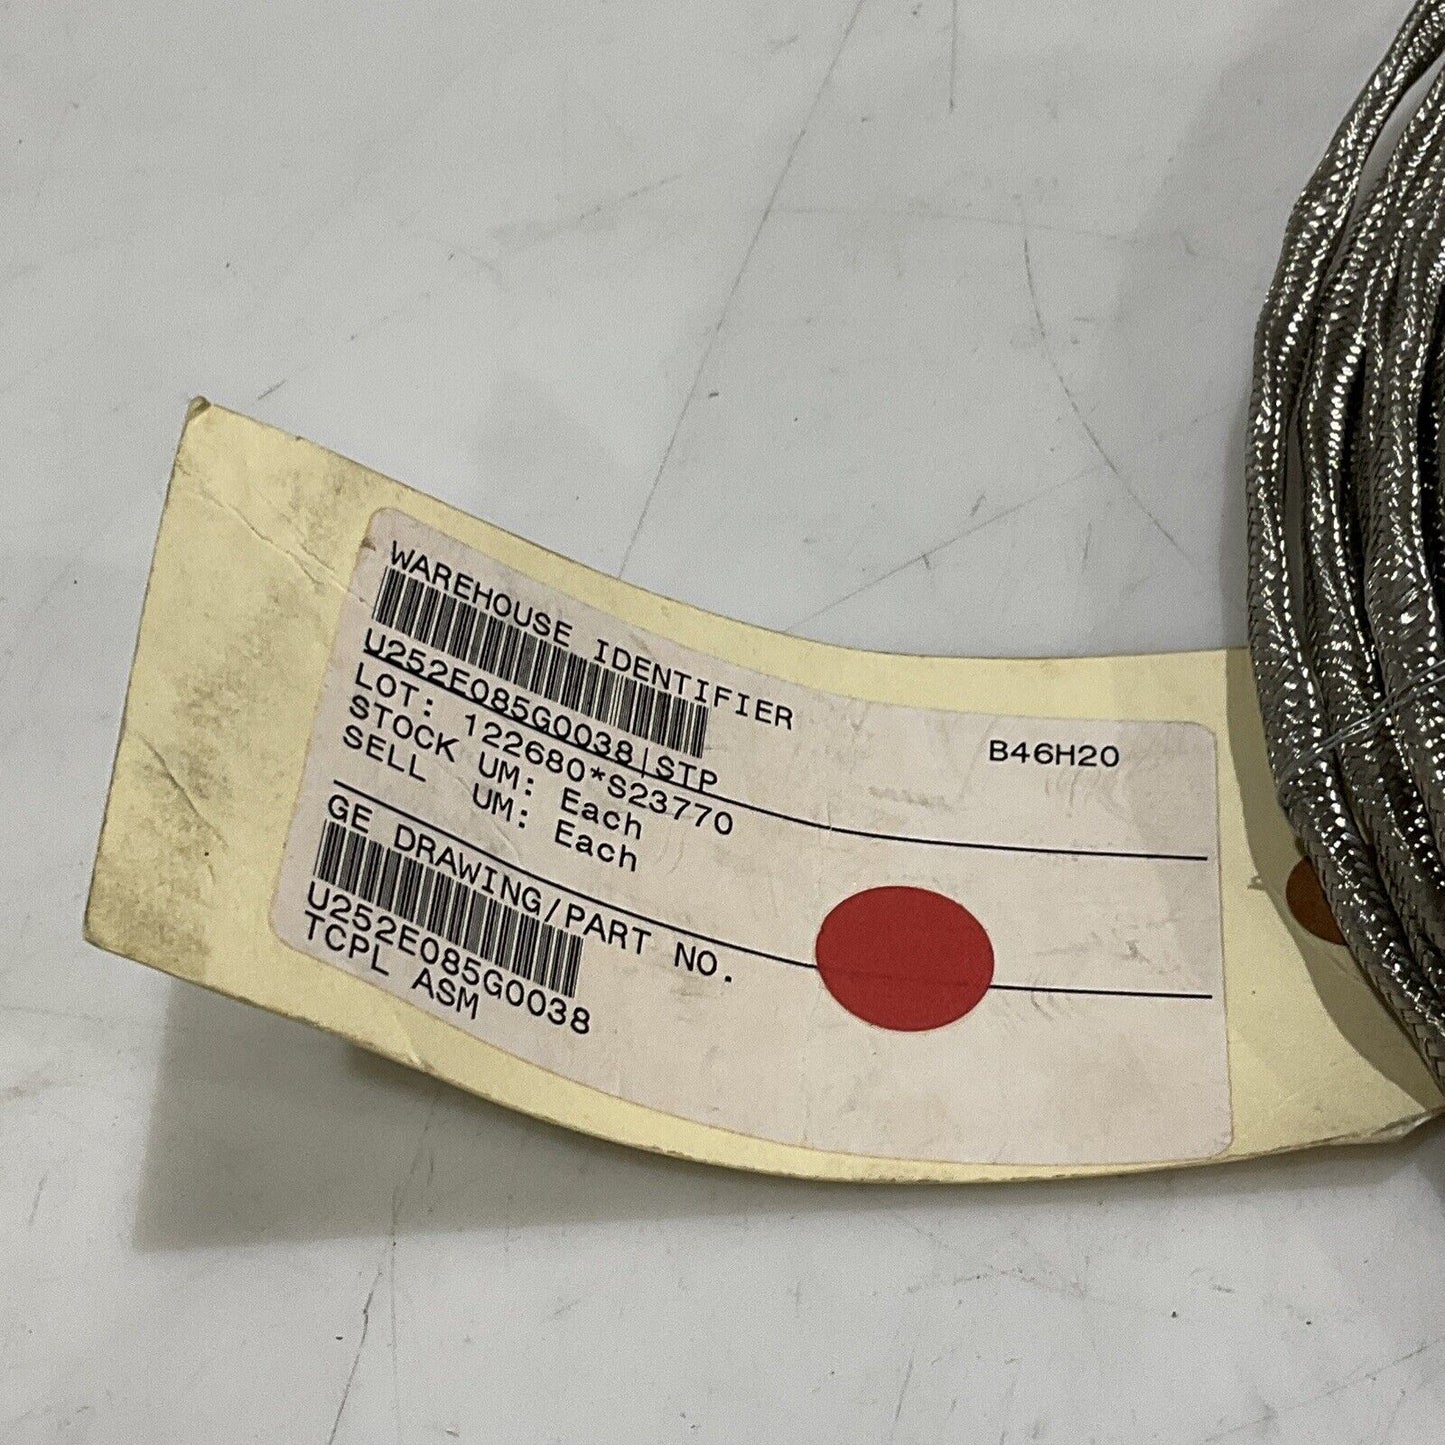 WAREHOUSE IDENTIFIER
B46H20
U252E085G0038|STP
LOT: 122680*S23770
STOCK UM: Each
SELL UM: Each
GE DRAWING/PART NO.
U252E085G0038
TCPL ASM